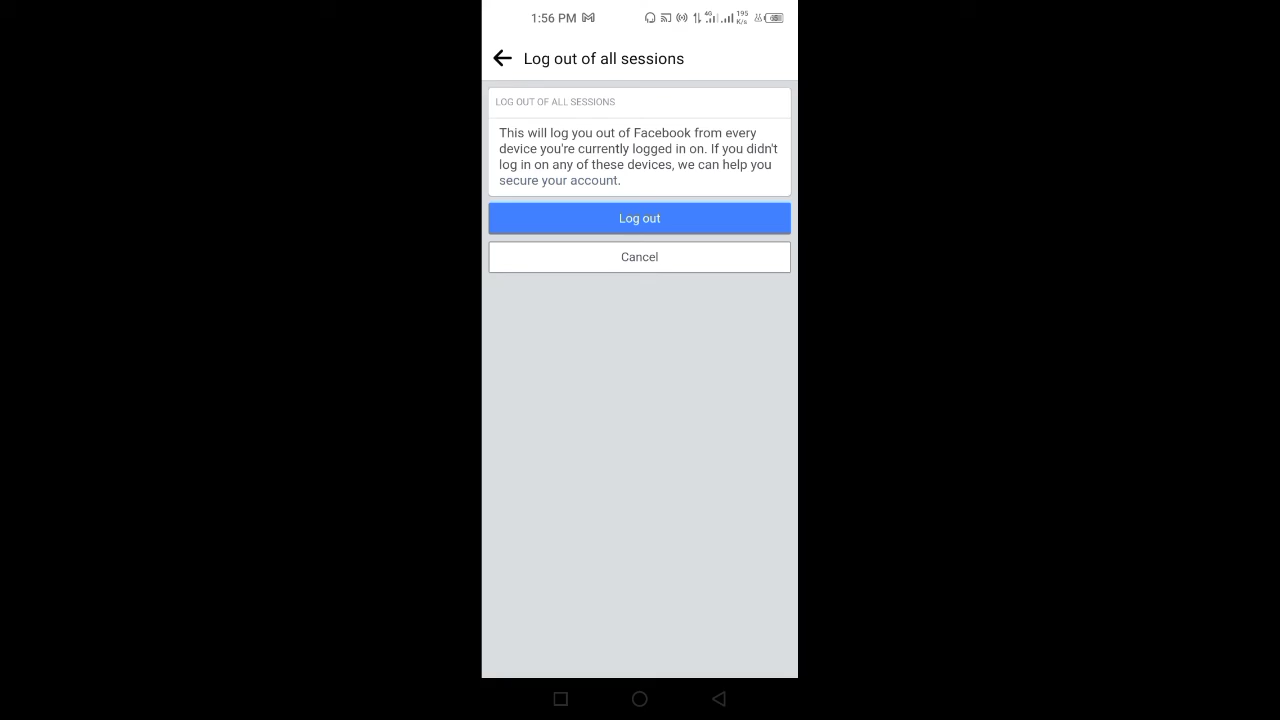 1:56 PM
4G
195
K/s
Log out of all sessions
LOG OUT OF ALL SESSIONS
This will log you out of Facebook from every
device you're currently logged in on. If you didn't
log in on any of these devices, we can help you
secure your account.
Log out
Cancel